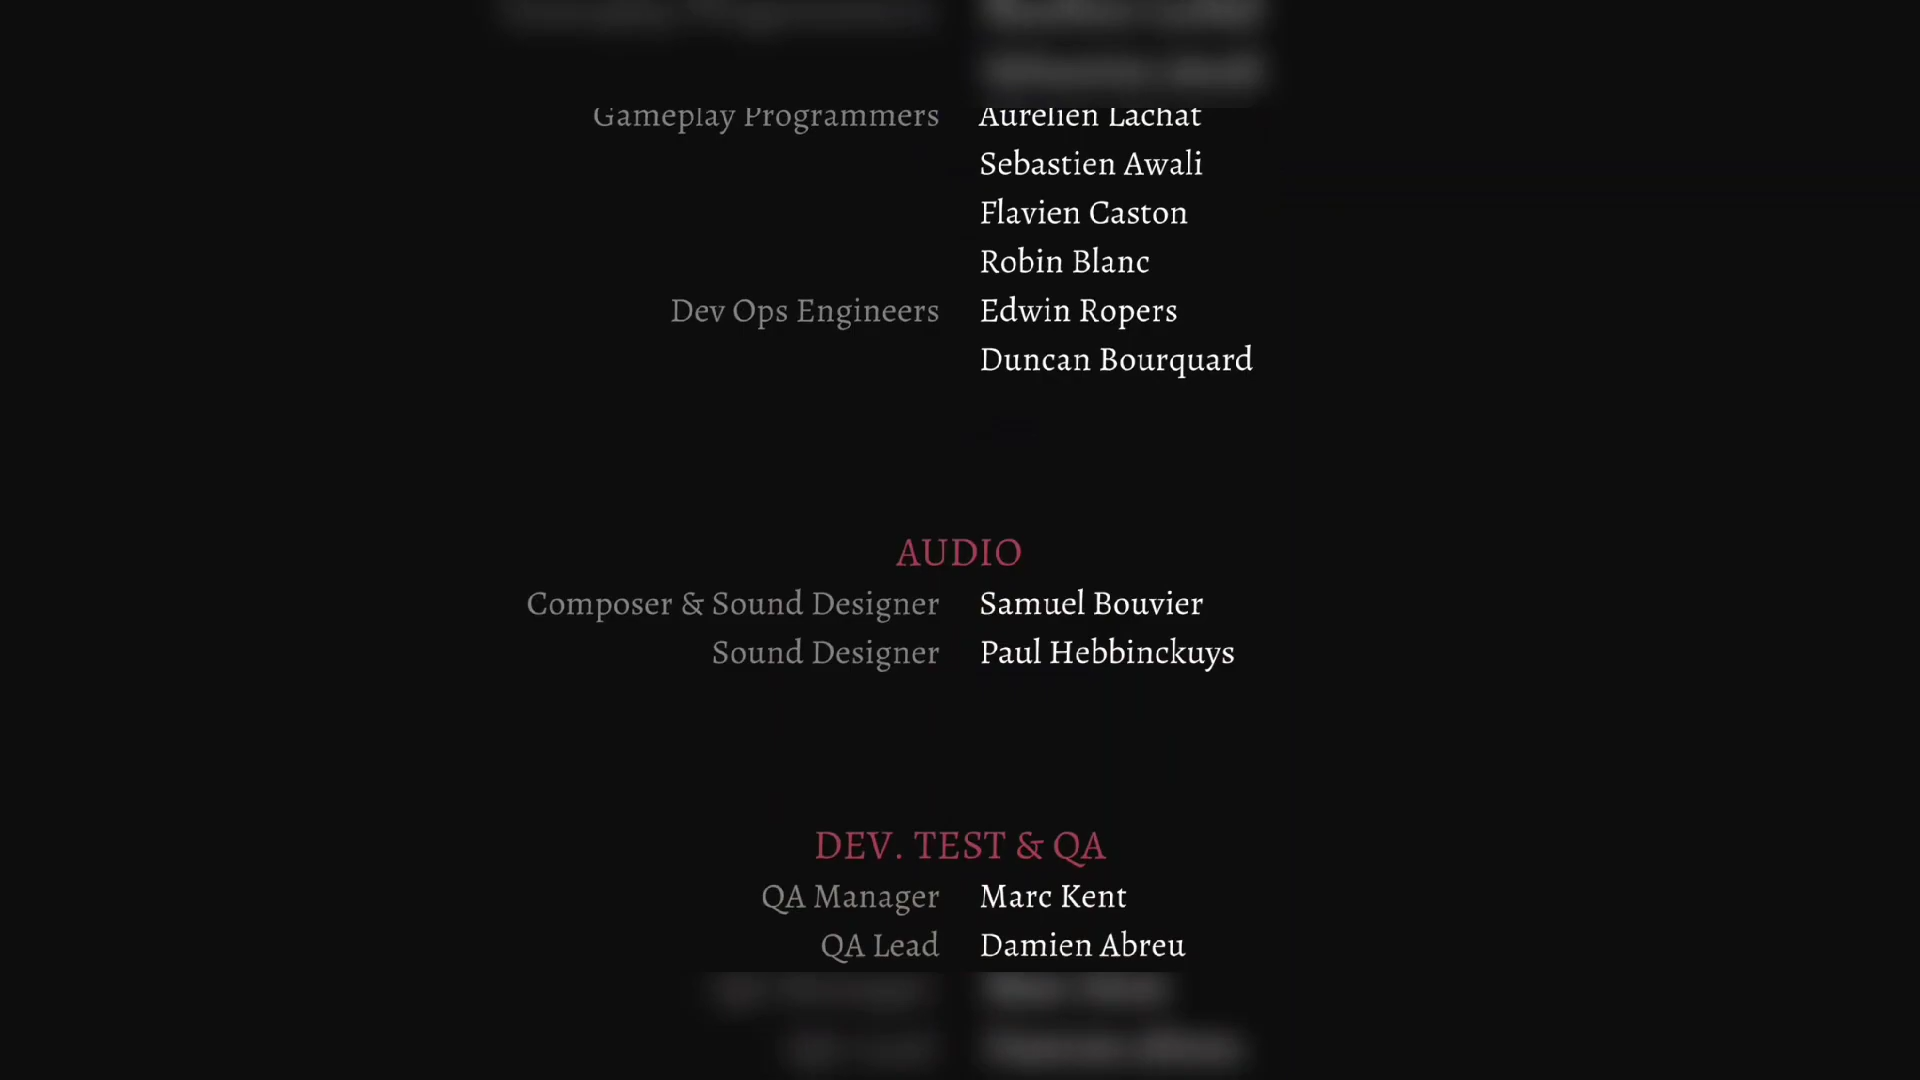 Gameplay Programmers Aurelien Lachat
Sebastien Awali
Flavien Caston
Robin Blanc
Dev Ops Engineers Edwin Ropers
Duncan Bourquard
AUDIO
Composer & Sound Designer Samuel Bouvier
Sound Designer Paul Hebbinckuys
DEV. TEST & QA
QA Manager Marc Kent
QA Lead Damien Abreu